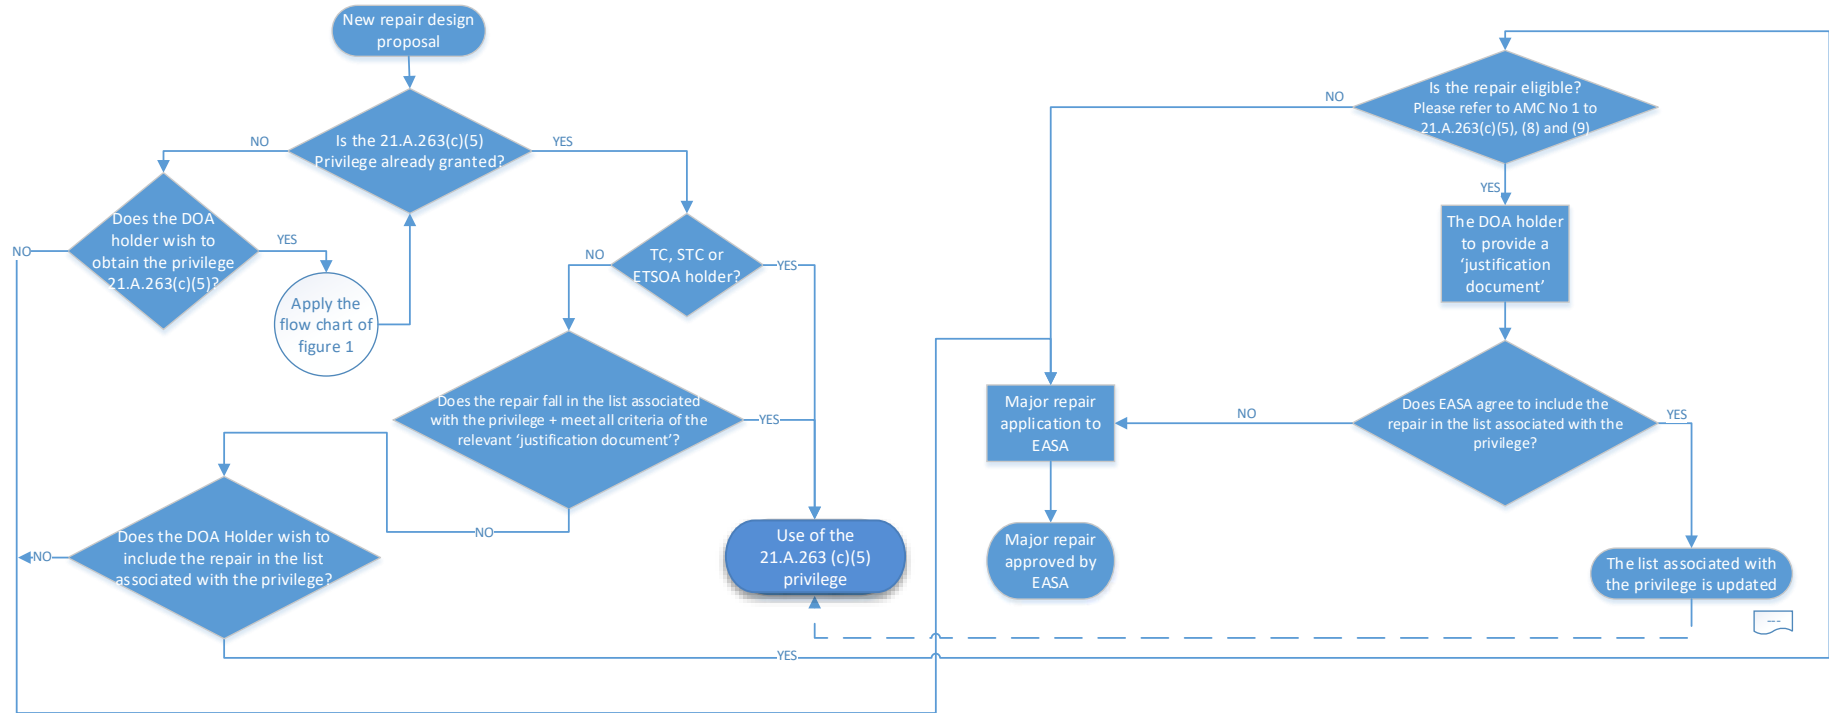 New repair design
proposal
Is the 21.A.263(c)(5)
Privilege already granted?
NO
YES
Does the DOA
holder wish to
obtain the privilege
21.A.263(c)(5)?
NO
YES
Apply the
flow chart of
figure 1
TC, STC or
ETSOA holder?
NO
YES
Does the repair fall in the list associated
with the privilege + meet all criteria of the
relevant ‘justification document’?
YES
NO
Does the DOA Holder wish to
include the repair in the list
associated with the privilege?
NO
YES
Use of the
21.A.263 (c)(5)
privilege
Is the repair eligible?
Please refer to AMC No 1 to
21.A.263(c)(5), (8) and (9)
NO
YES
The DOA holder
to provide a
‘justification
document’
Does EASA agree to include the
repair in the list associated with the
privilege?
NO
YES
Major repair
application to
EASA
Major repair
approved by
EASA
The list associated with
the privilege is updated